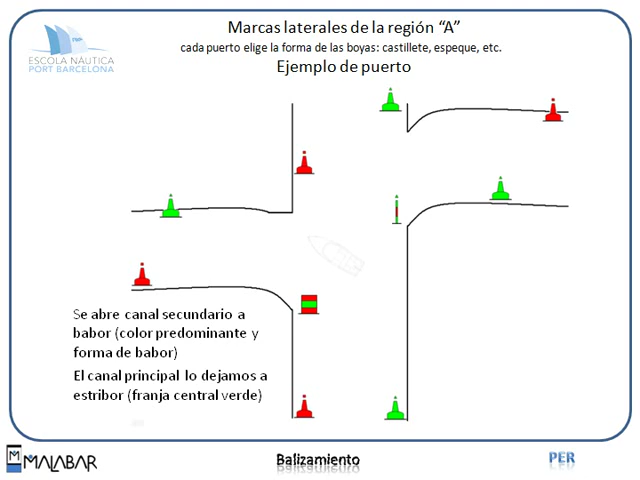 Marcas laterales de la región “A”
cada puerto elige la forma de las boyas: castillete, espeque, etc.
Ejemplo de puerto
ESCOLA NÀUTICA
PORT BARCELONA
Se abre canal secundario a
babor (color predominante y
forma de babor)
El canal principal lo dejamos a
estribor (franja central verde)
MALABAR
Balizamiento
PER